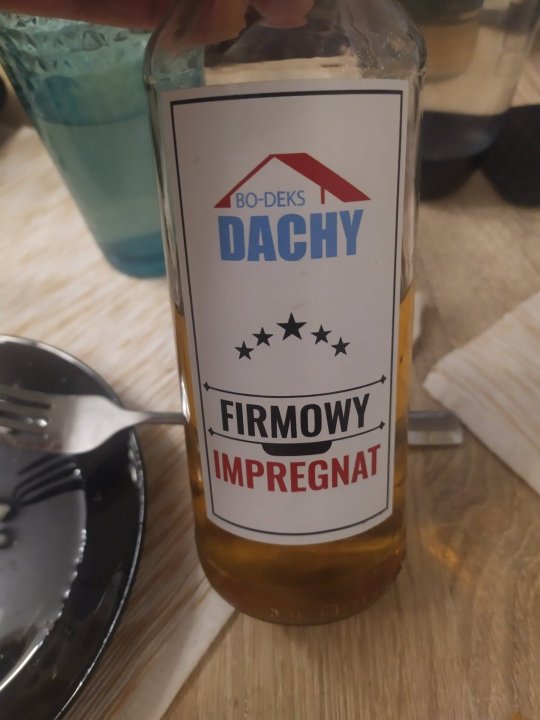 BO-DEKS
DACHY
FIRMOWY
IMPREGNAT